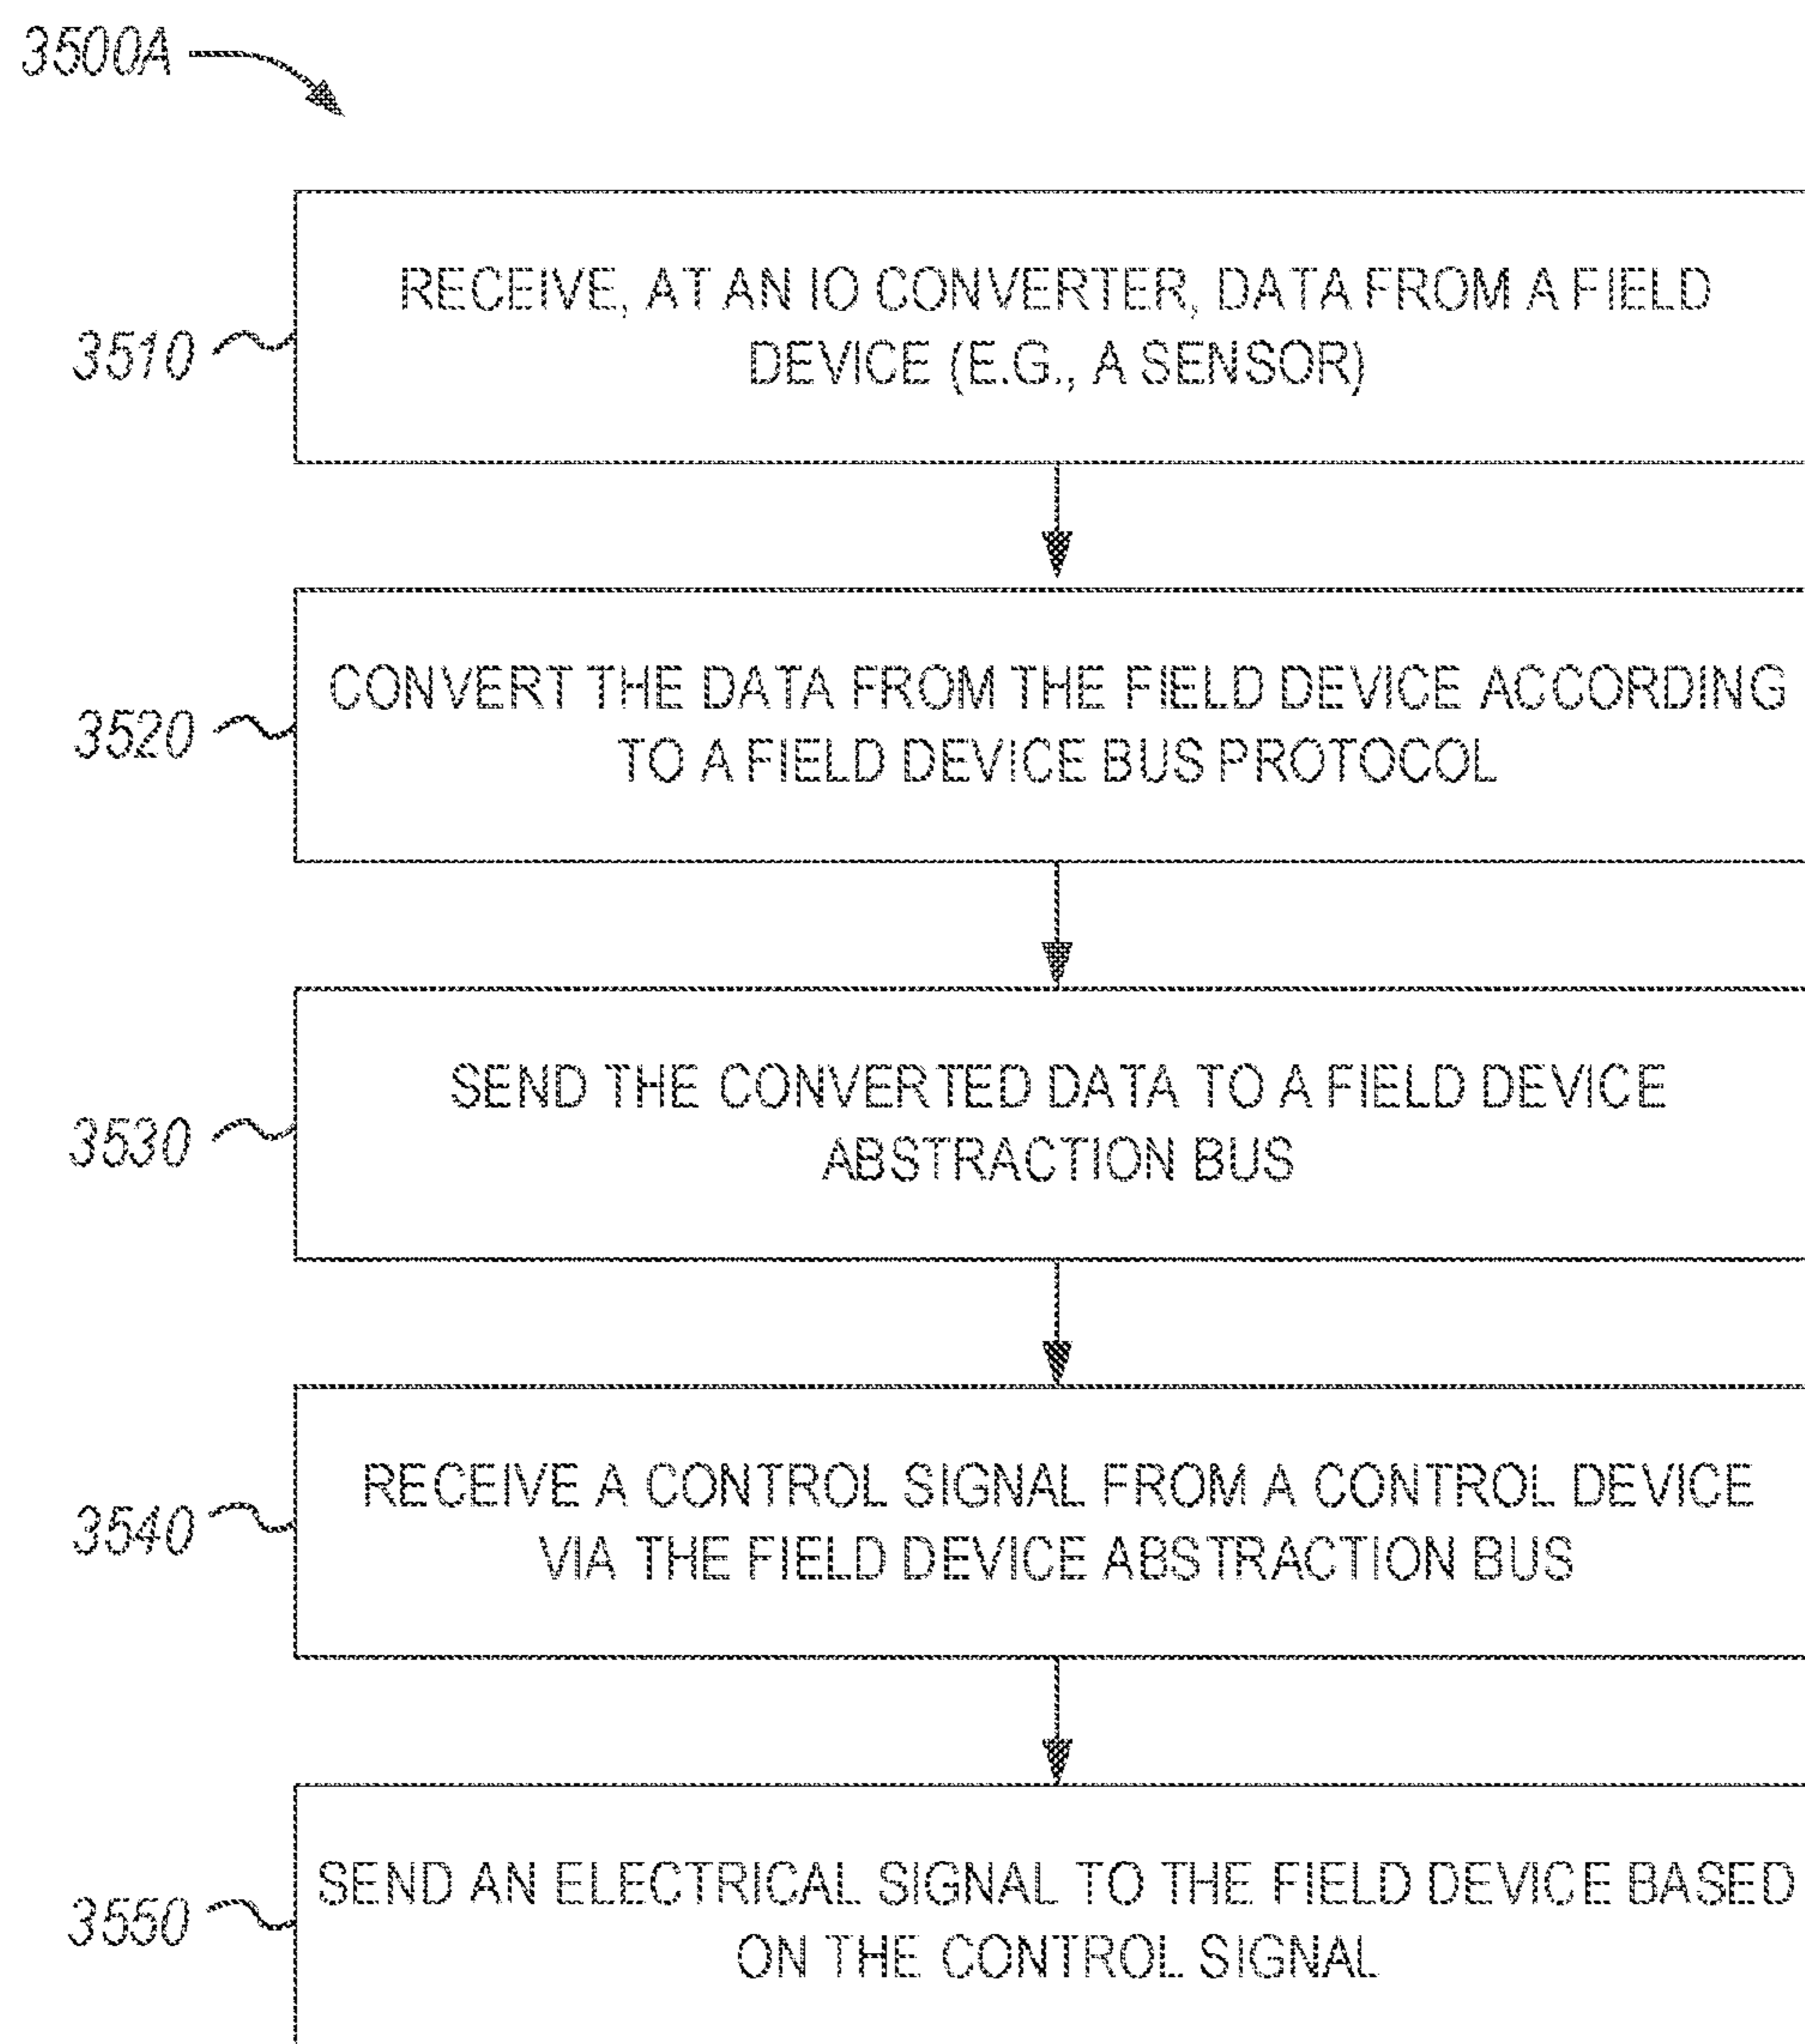 3500A
3510
RECEIVE, AT AN IO CONVERTER, DATA FROM A FIELD
DEVICE (E.G., A SENSOR)
3520
CONVERT THE DATA FROM THE FIELD DEVICE ACCORDING
TO A FIELD DEVICE BUS PROTOCOL
3530
SEND THE CONVERTED DATA TO A FIELD DEVICE
ABSTRACTION BUS
3540
RECEIVE A CONTROL SIGNAL FROM A CONTROL DEVICE
VIA THE FIELD DEVICE ABSTRACTION BUS
3550
SEND AN ELECTRICAL SIGNAL TO THE FIELD DEVICE BASED
ON THE CONTROL SIGNAL